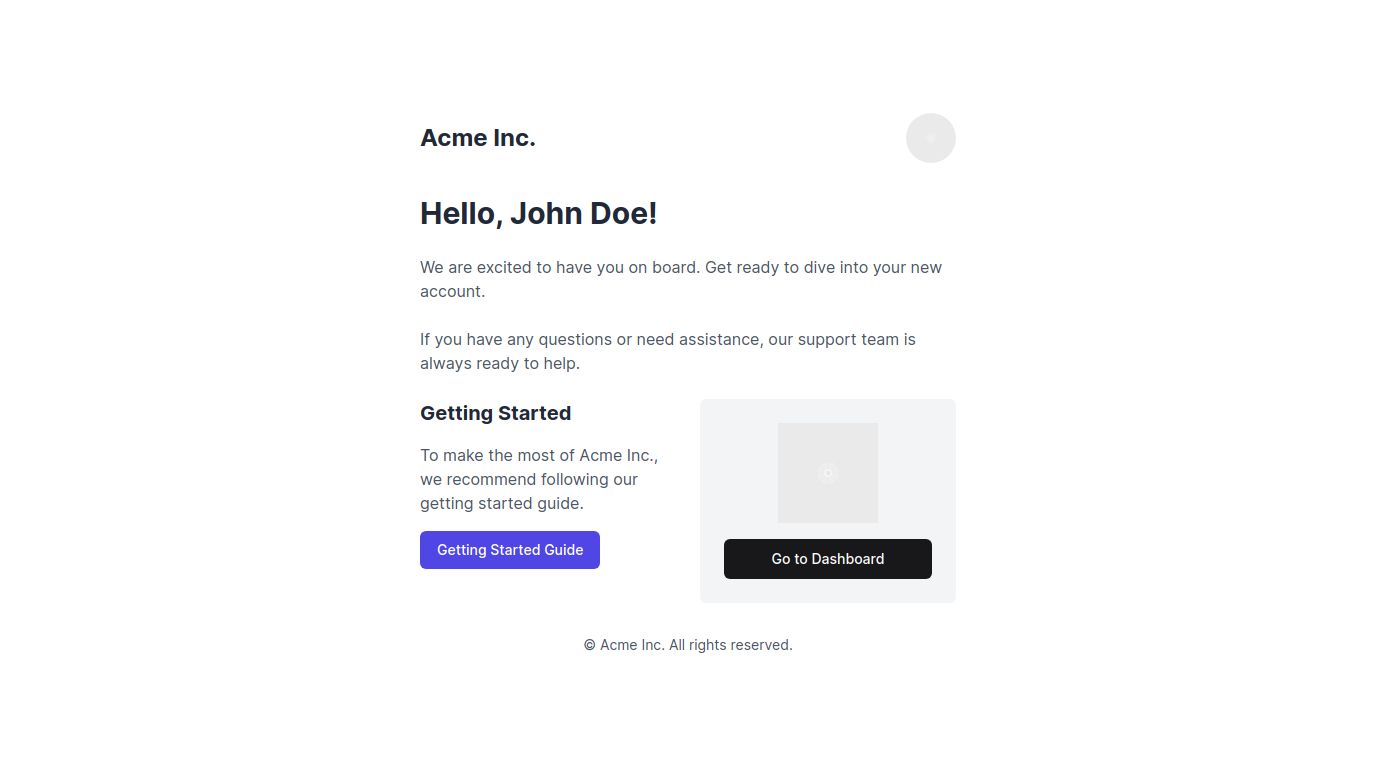 Acme Inc.
Hello, John Doe!
We are excited to have you on board. Get ready to dive into your new
account.
If you have any questions or need assistance, our support team is
always ready to help.
Getting Started
To make the most of Acme Inc.,
we recommend following our
getting started guide.
Getting Started Guide
Go to Dashboard
© Acme Inc. All rights reserved.